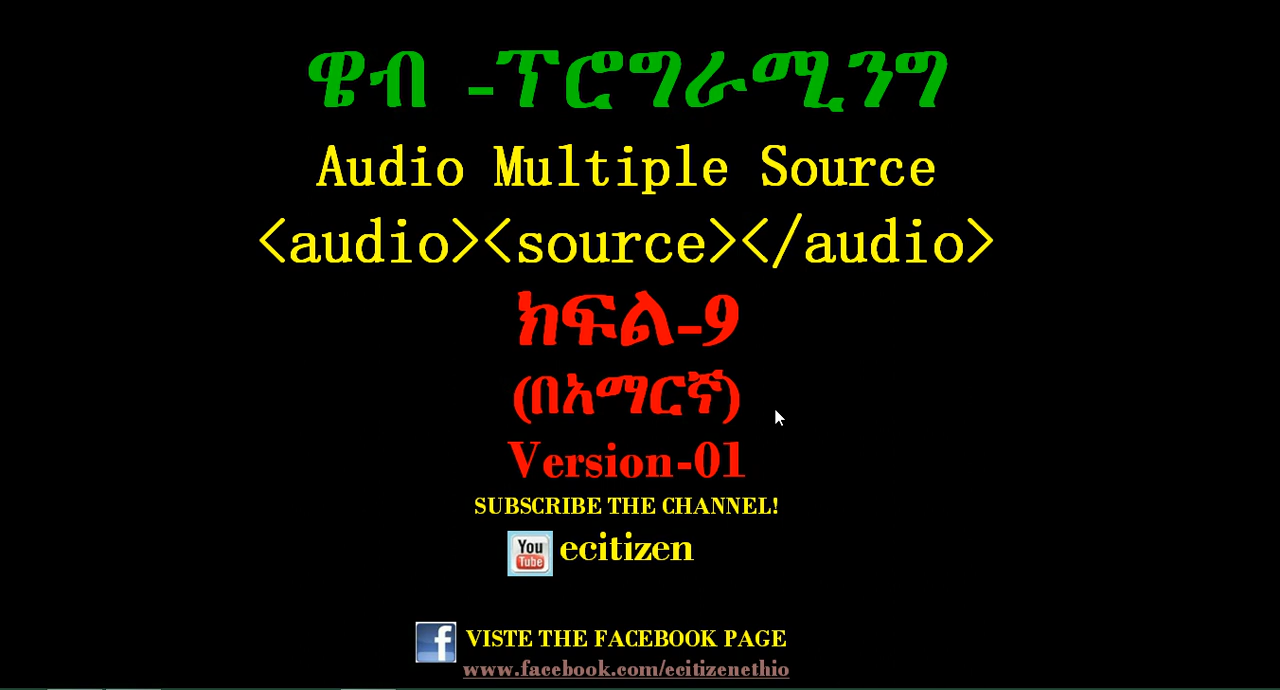 ዌብ -ፕሮግራሚንግ
Audio Multiple Source
<audio><source></audio>
ክፍል-9
(በአማርኛ)
Version-01
SUBSCRIBE THE CHANNEL!
You Tube ecitizen
f VISTE THE FACEBOOK PAGE
www.facebook.com/ecitizenethio